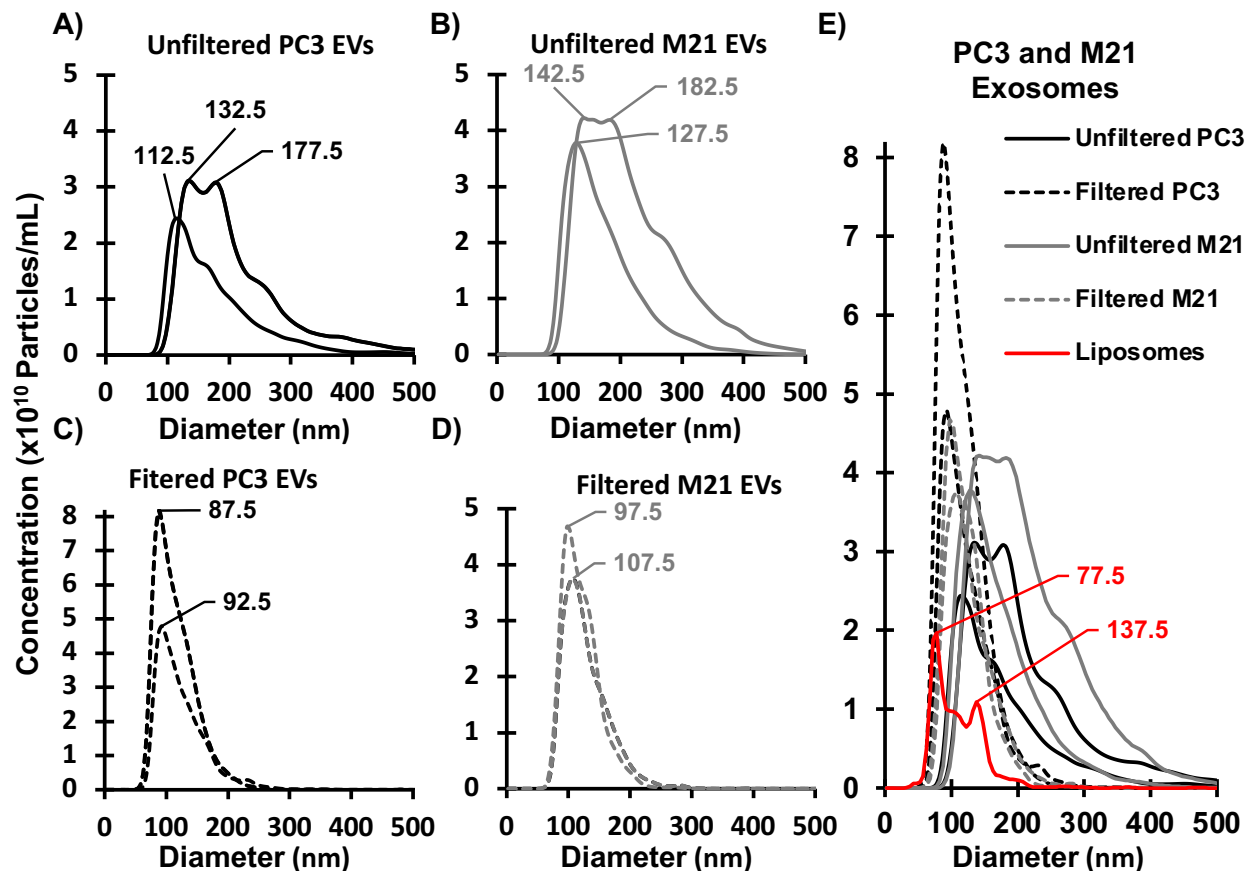 A)
Unfiltered PC3 EVs
5
4
3
2
1
0
112.5
132.5
177.5
0 100 200 300 400 500
Diameter (nm)
B)
Unfiltered M21 EVs
5
4
3
2
1
0
142.5
182.5
127.5
0 100 200 300 400 500
Diameter (nm)
Concentration (x10¹⁰ Particles/mL)
C)
Fitered PC3 EVs
8
7
6
5
4
3
2
1
0
87.5
92.5
0 100 200 300 400 500
Diameter (nm)
D)
Filtered M21 EVs
5
4
3
2
1
0
97.5
107.5
0 100 200 300 400 500
Diameter (nm)
E)
PC3 and M21
Exosomes
Unfiltered PC3
Filtered PC3
Unfiltered M21
Filtered M21
Liposomes
8
7
6
5
4
3
2
1
0
77.5
137.5
0 100 200 300 400 500
Diameter (nm)